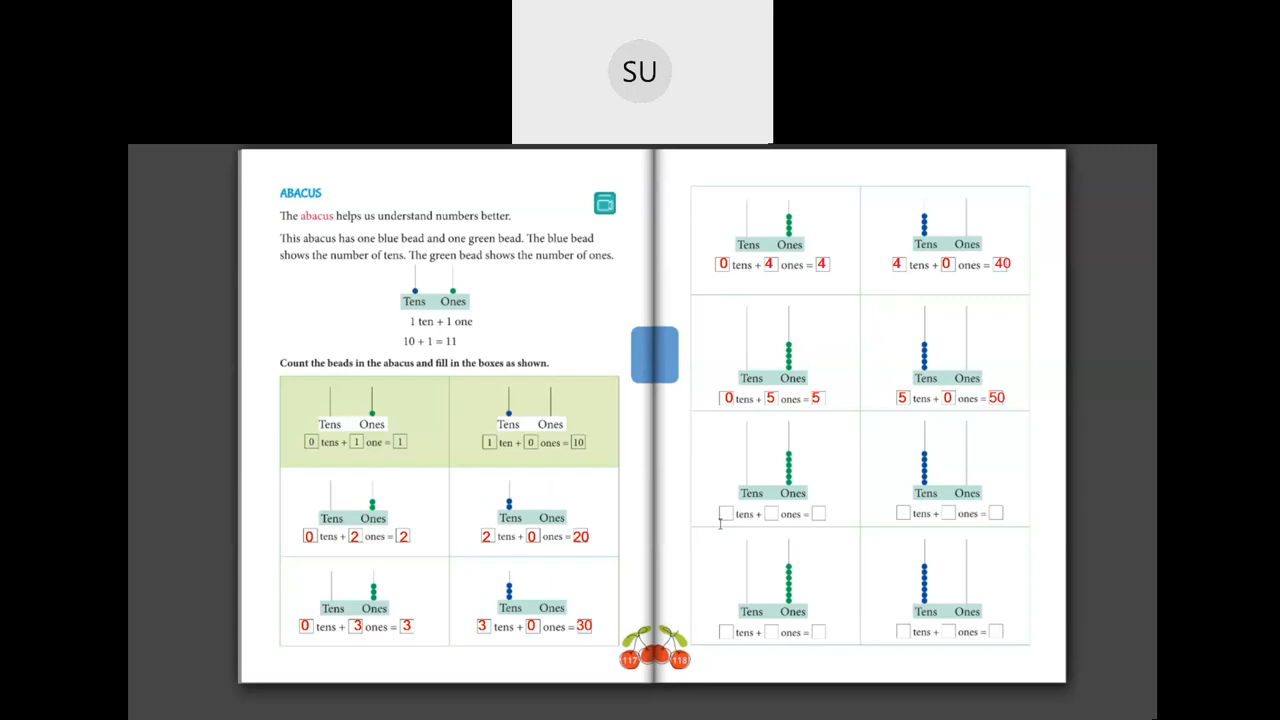 SU
ABACUS
The abacus helps us understand numbers better.
This abacus has one blue bead and one green bead. The blue bead
shows the number of tens. The green bead shows the number of ones.
Tens Ones
1 ten + 1 one
10 + 1 = 11
Count the beads in the abacus and fill in the boxes as shown.
Tens Ones
0 tens + 1 one = 1
Tens Ones
1 ten + 0 ones = 10
Tens Ones
0 tens + 2 ones = 2
Tens Ones
2 tens + 0 ones = 20
Tens Ones
0 tens + 3 ones = 3
Tens Ones
3 tens + 0 ones = 30
117
Tens Ones
0 tens + 4 ones = 4
Tens Ones
4 tens + 0 ones = 40
Tens Ones
0 tens + 5 ones = 5
Tens Ones
5 tens + 0 ones = 50
Tens Ones
tens + ones =
Tens Ones
tens + ones =
Tens Ones
tens + ones =
Tens Ones
tens + ones =
118